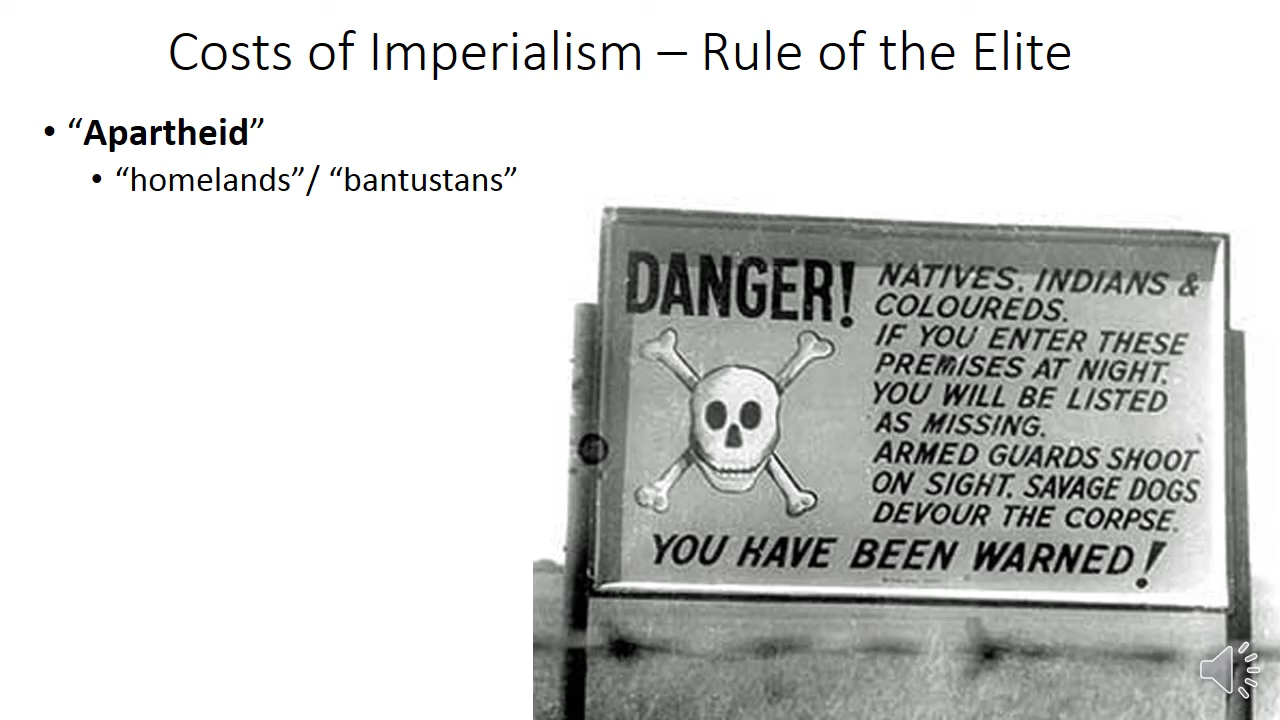 Costs of Imperialism – Rule of the Elite
• “Apartheid”
• “homelands”/ “bantustans”
DANGER!
NATIVES, INDIANS &
COLOUREDS.
IF YOU ENTER THESE
PREMISES AT NIGHT,
YOU WILL BE LISTED
AS MISSING.
ARMED GUARDS SHOOT
ON SIGHT. SAVAGE DOGS
DEVOUR THE CORPSE.
YOU HAVE BEEN WARNED!